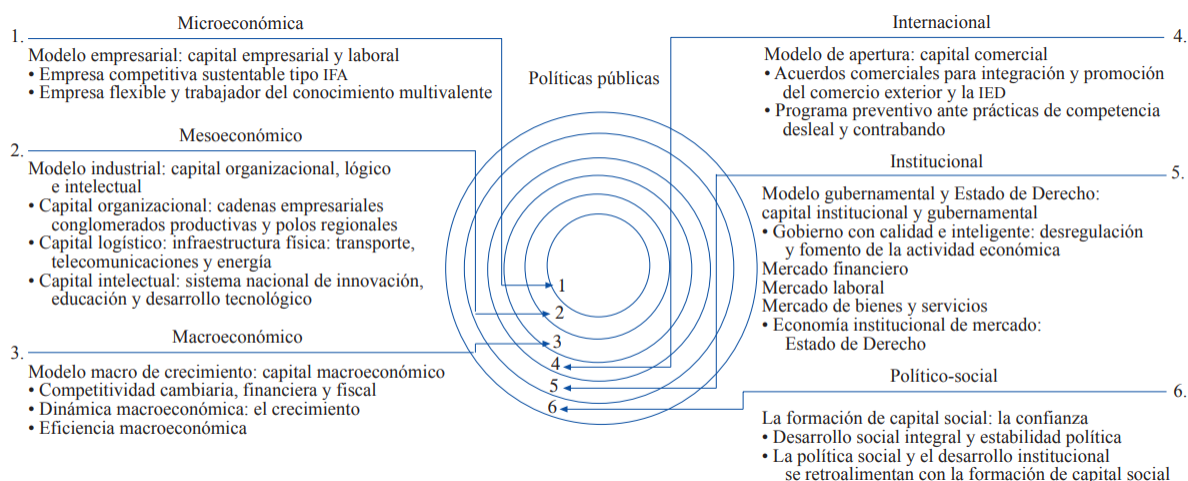 Microeconómica
1.
Modelo empresarial: capital empresarial y laboral
• Empresa competitiva sustentable tipo IFA
• Empresa flexible y trabajador del conocimiento multivalente
Mesoeconómico
2.
Modelo industrial: capital organizacional, lógico
e intelectual
• Capital organizacional: cadenas empresariales
conglomerados productivas y polos regionales
• Capital logístico: infraestructura física: transporte,
telecomunicaciones y energía
• Capital intelectual: sistema nacional de innovación,
educación y desarrollo tecnológico
Macroeconómico
3.
Modelo macro de crecimiento: capital macroeconómico
• Competitividad cambiaria, financiera y fiscal
• Dinámica macroeconómica: el crecimiento
• Eficiencia macroeconómica
Políticas públicas
1
2
3
4
5
6
Internacional
4.
Modelo de apertura: capital comercial
• Acuerdos comerciales para integración y promoción
del comercio exterior y la IED
• Programa preventivo ante prácticas de competencia
desleal y contrabando
Institucional
5.
Modelo gubernamental y Estado de Derecho:
capital institucional y gubernamental
• Gobierno con calidad e inteligente: desregulación
y fomento de la actividad económica
Mercado financiero
Mercado laboral
Mercado de bienes y servicios
• Economía institucional de mercado:
Estado de Derecho
Político-social
6.
La formación de capital social: la confianza
• Desarrollo social integral y estabilidad política
• La política social y el desarrollo institucional
se retroalimentan con la formación de capital social